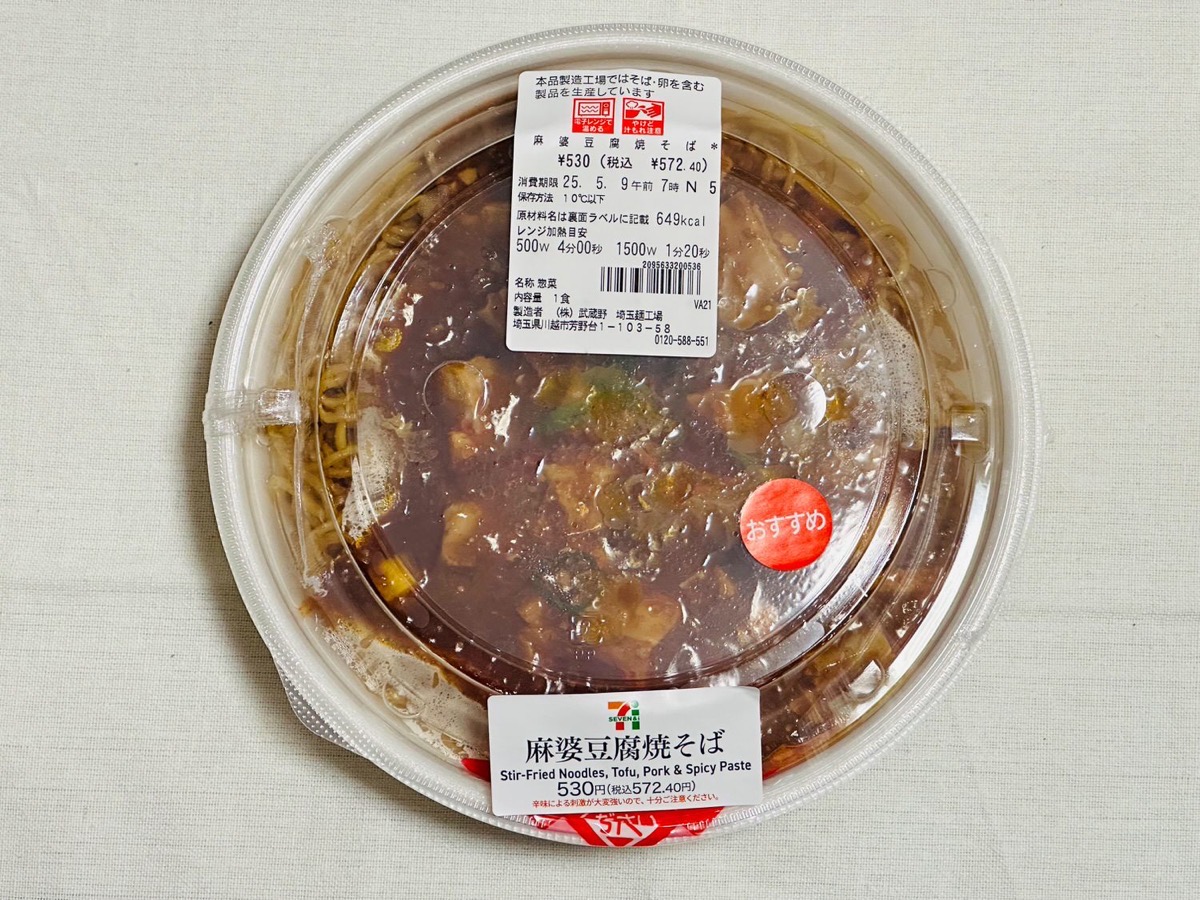 本品製造工場ではそば・卵を含む
製品を生産しています
電子レンジで
温める
やけど
汁もれ注意
麻婆豆腐焼そば*
¥530 (税込 ¥572.40)
消費期限 25. 5. 9午前 7時 N 5
保存方法 10℃以下
原材料名は裏面ラベルに記載 649kcal
レンジ加熱目安
500W 4分00秒 1500W 1分20秒
2095633200536
名称 惣菜
内容量 1食
VA21
製造者 (株) 武蔵野 埼玉麺工場
埼玉県川越市芳野台1-103-58
0120-588-551
おすすめ
SEVEN&i
麻婆豆腐焼そば
Stir-Fried Noodles, Tofu, Pork & Spicy Paste
530円(税込572.40円)
辛味による刺激が大変強いので、十分ご注意ください。